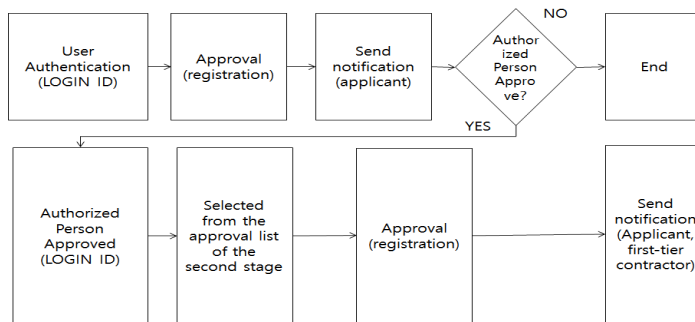 User
Authentication
(LOGIN ID)
Approval
(registration)
Send
notification
(applicant)
Author
ized
Person
Appro
ve?
NO
End
YES
Authorized
Person
Approved
(LOGIN ID)
Selected
from the
approval list
of the
second stage
Approval
(registration)
Send
notification
(Applicant,
first-tier
contractor)